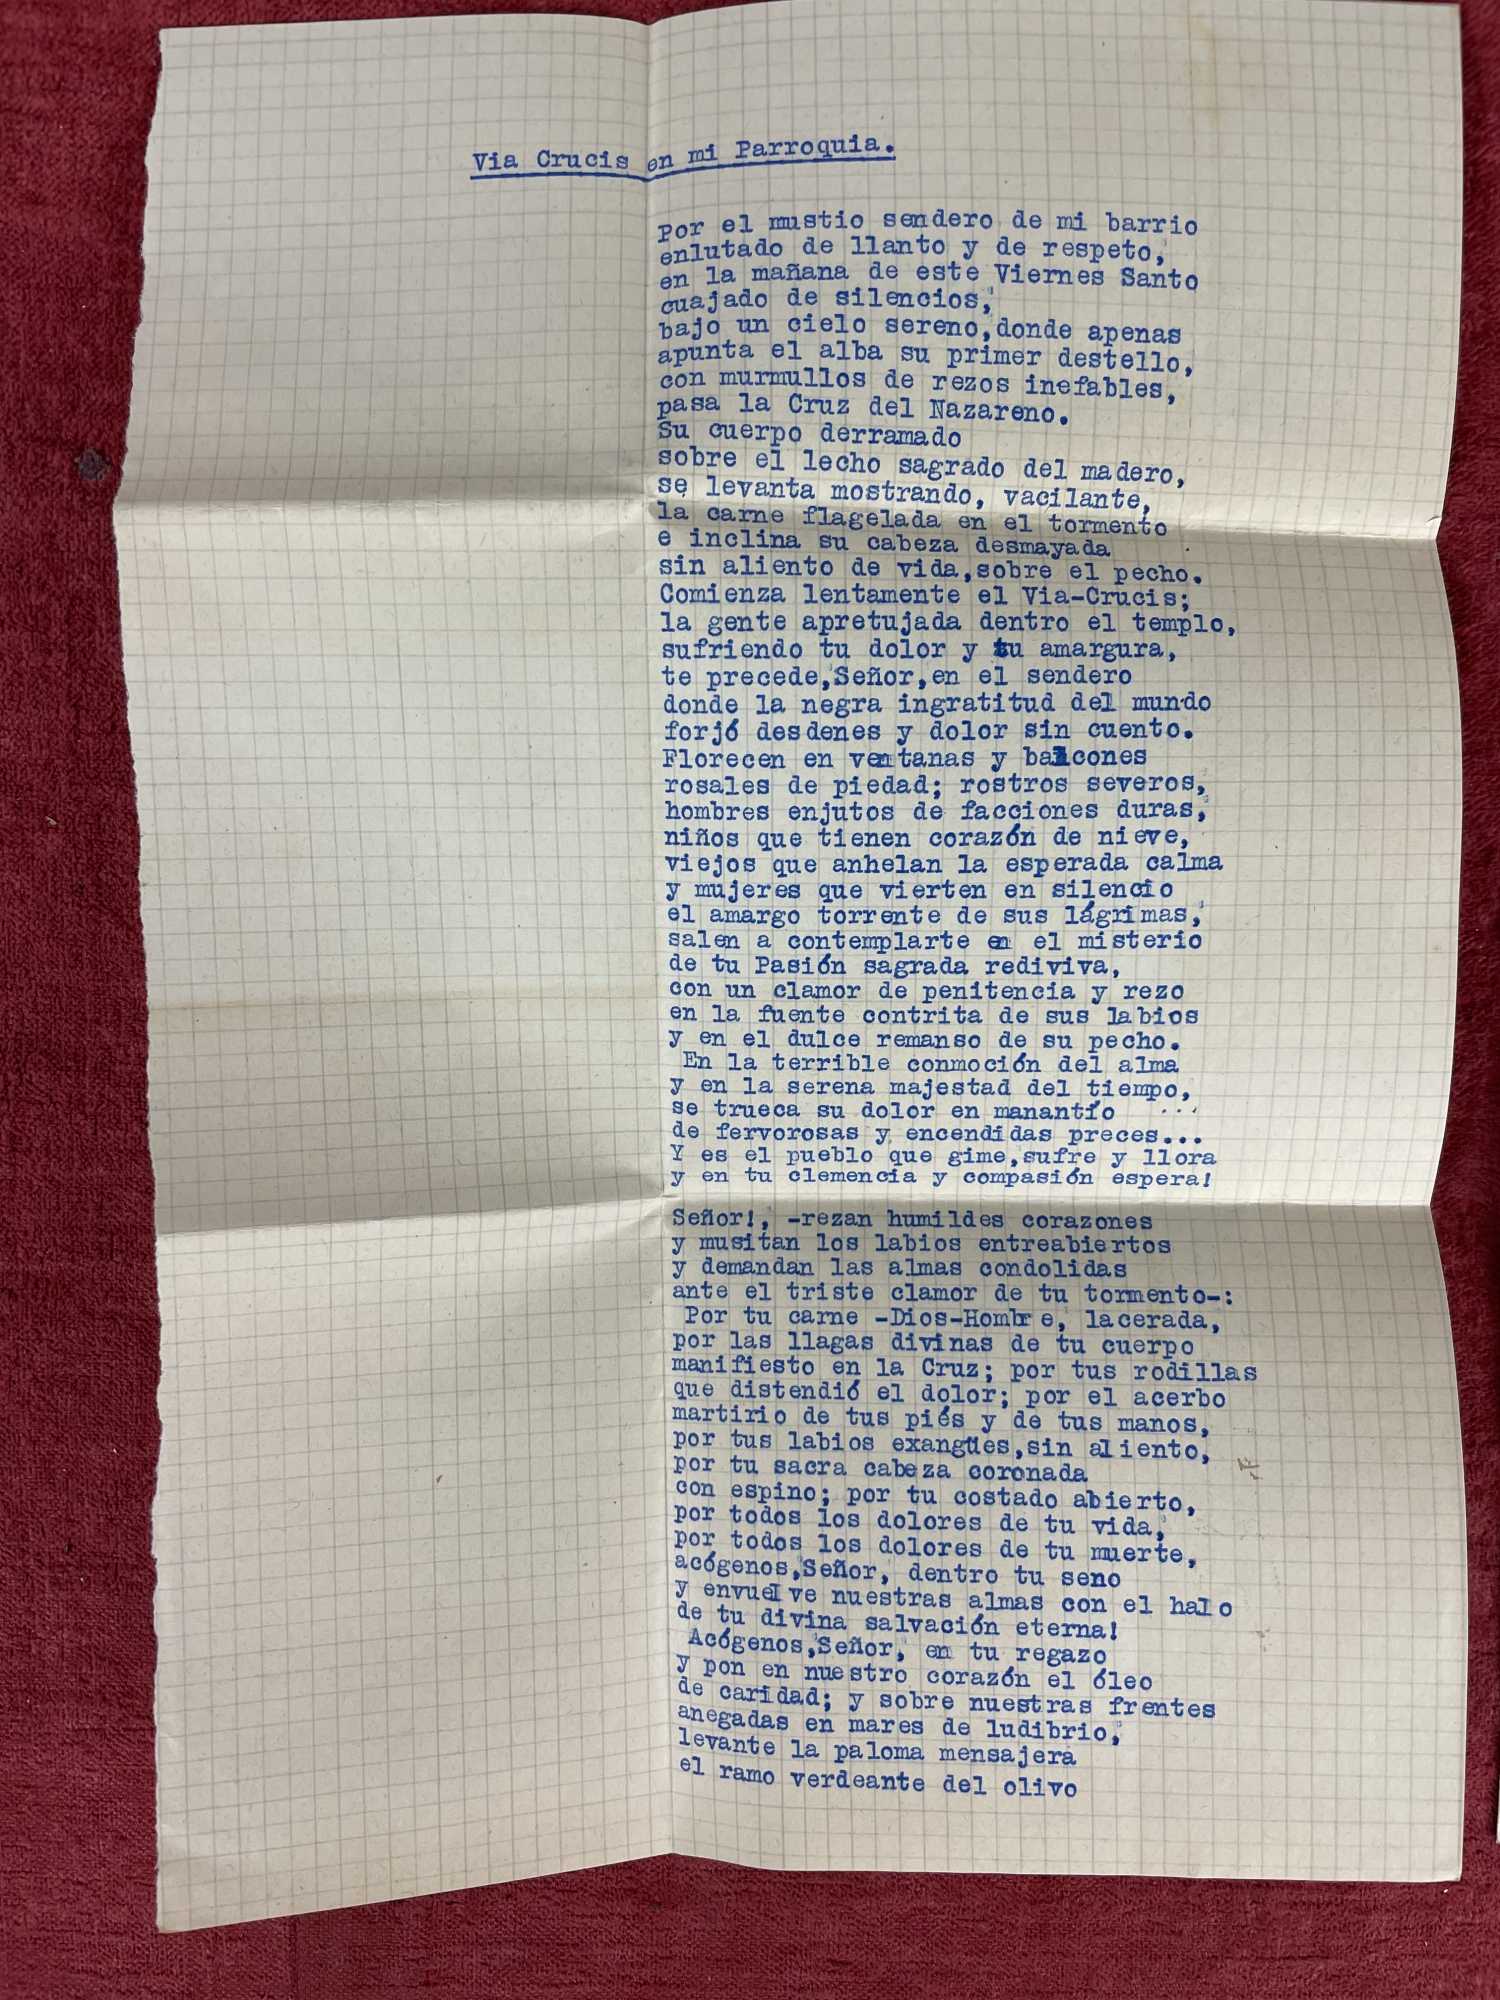 Via Crucis en mi Parroquia.
por el mustio sendero de mi barrio
enlutado de llanto y de respeto,
en la mañana de este Viernes Santo
cuajado de silencios,
bajo un cielo sereno,donde apenas
apunta el alba su primer destello,
con murmullos de rezos inefables,
pasa la Cruz del Nazareno.
Su cuerpo derramado
sobre el lecho sagrado del madero,
se levanta mostrando, vacilante,
la carne flagelada en el tormento
e inclina su cabeza desmayada
sin aliento de vida,sobre el pecho.
Comienza lentamente el Via-Crucis;
la gente apretujada dentro el templo,
sufriendo tu dolor y tu amargura,
te precede,Señor,en el sendero
donde la negra ingratitud del mundo
forjó desdenes y dolor sin cuento.
Florecen en ventanas y balcones
rosales de piedad; rostros severos,
hombres enjutos de facciones duras,
niños que tienen corazón de nieve,
viejos que anhelan la esperada calma
y mujeres que vierten en silencio
el amargo torrente de sus lágrimas,
salen a contemplarte en el misterio
de tu Pasión sagrada rediviva,
con un clamor de penitencia y rezo
en la fuente contrita de sus labios
y en el dulce remanso de su pecho.
En la terrible conmoción del alma
y en la serena majestad del tiempo,
se trueca su dolor en manantío ...
de fervorosas y encendidas preces...
Y es el pueblo que gime,sufre y llora
y en tu clemencia y compasión espera!
Señor!, -rezan humildes corazones
y musitan los labios entreabiertos
y demandan las almas condolidas
ante el triste clamor de tu tormento-:
Por tu carne -Dios-Hombre, lacerada,
por las llagas divinas de tu cuerpo
manifiesto en la Cruz; por tus rodillas
que distendió el dolor; por el acerbo
martirio de tus piés y de tus manos,
por tus labios exangües,sin aliento,
por tu sacra cabeza coronada
con espino; por tu costado abierto,
por todos los dolores de tu vida,
por todos los dolores de tu muerte,
acógenos,Señor, dentro tu seno
y envuelve nuestras almas con el halo
de tu divina salvación eterna!
Acógenos,Señor, en tu regazo
y pon en nuestro corazón el óleo
de caridad; y sobre nuestras frentes
anegadas en mares de ludibrio,
levante la paloma mensajera
el ramo verdeante del olivo